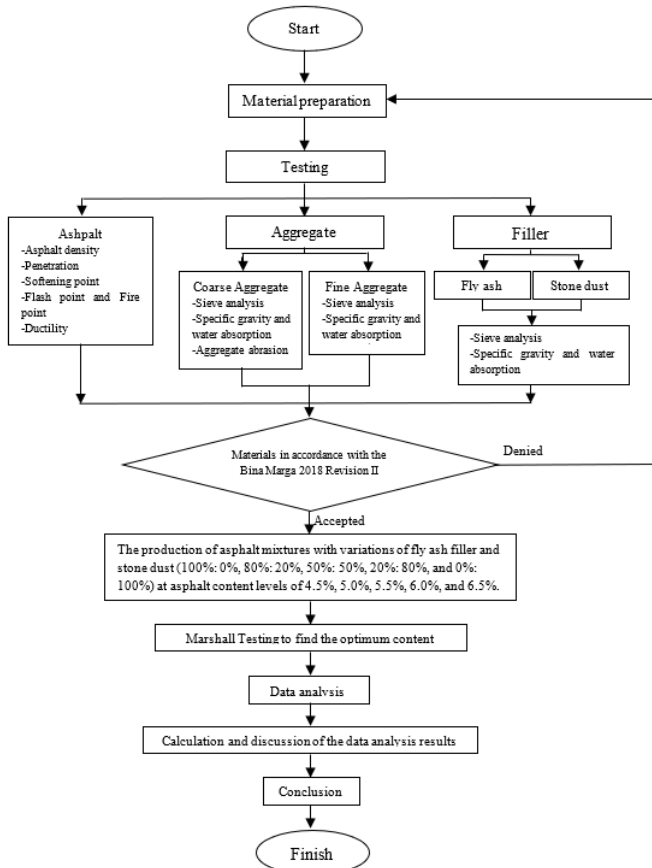 Start
Material preparation
Testing
Ashpalt
-Asphalt density
-Penetration
-Softening point
-Flash point and Fire
point
-Ductility
Aggregate
Coarse Aggregate
-Sieve analysis
-Specific gravity and
water absorption
-Aggregate abrasion
Fine Aggregate
-Sieve analysis
-Specific gravity and
water absorption
Filler
Fly ash
Stone dust
-Sieve analysis
-Specific gravity and water
absorption
Materials in accordance with the
Bina Marga 2018 Revision II
Denied
Accepted
The production of asphalt mixtures with variations of fly ash filler and
stone dust (100%: 0%, 80%: 20%, 50%: 50%, 20%: 80%, and 0%:
100%) at asphalt content levels of 4.5%, 5.0%, 5.5%, 6.0%, and 6.5%.
Marshall Testing to find the optimum content
Data analysis
Calculation and discussion of the data analysis results
Conclusion
Finish